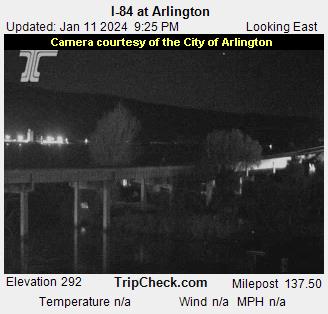 I-84 at Arlington
Updated: Jan 11 2024 9:25 PM Looking East
Camera courtesy of the City of Arlington
Elevation 292 TripCheck.com Milepost 137.50
Temperature n/a Wind n/a MPH n/a